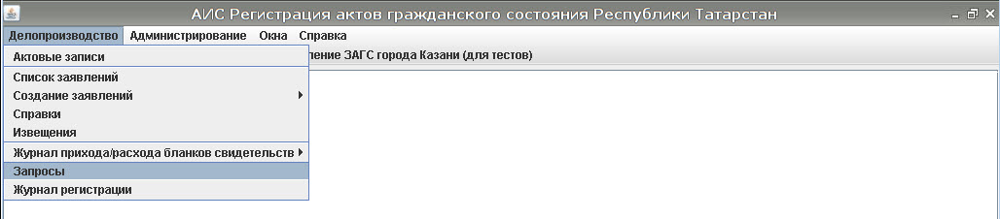 АИС Регистрация актов гражданского состояния Республики Татарстан
Делопроизводство Администрирование Окна Справка
ление ЗАГС города Казани (для тестов)
Актовые записи
Список заявлений
Создание заявлений
Справки
Извещения
Журнал прихода/расхода бланков свидетельств
Запросы
Журнал регистрации